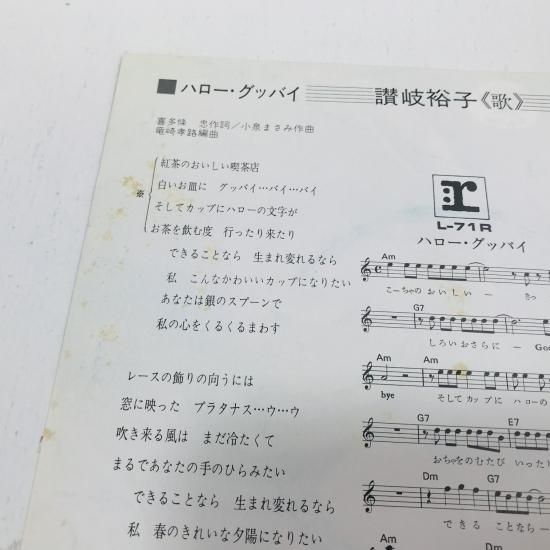 ■ ハロー・グッバイ
讃岐裕子《歌》
喜多條 忠作詞/小泉まさみ作曲
竜崎孝路編曲
紅茶のおいしい喫茶店
白いお皿に グッバイ…バイ…バイ
※
そしてカップにハローの文字が
お茶を飲む度 行ったり来たり
できることなら 生まれ変れるなら
私 こんなかわいいカップになりたい
あなたは銀のスプーンで
私の心をくるくるまわす
レースの飾りの向うには
窓に映った プラタナス…ウ・ウ
吹き来る風は まだ冷たくて
まるであなたの手のひらみたい
できることなら 生まれ変れるなら
私 春のきれいな夕陽になりたい
r
L-71R
ハロー・グッバイ
Am
こーちゃの おいしい ー きっ
G7
しろいおさらに ー Goo
Am Am
bye そしてカップに ハローの
G7 E7
おちゃをのむたび いったり
Dm G7
できる ことなら ー
Am Dm